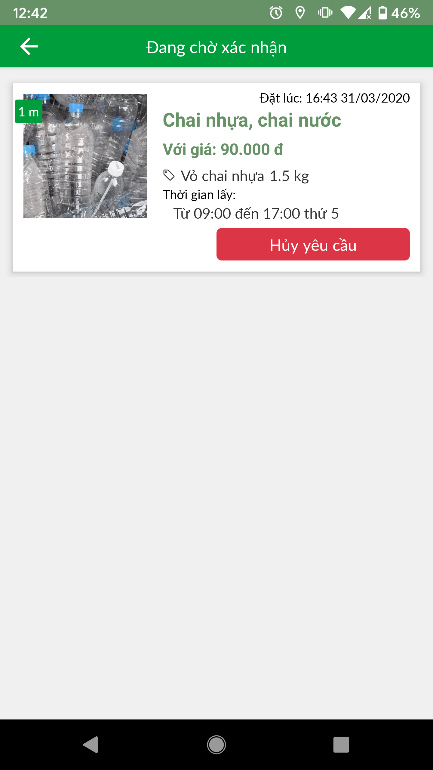 12:42
46%
Đang chờ xác nhận
Đặt lúc: 16:43 31/03/2020
1 m
Chai nhựa, chai nước
Với giá: 90.000 đ
Vỏ chai nhựa 1.5 kg
Thời gian lấy:
Từ 09:00 đến 17:00 thứ 5
Hủy yêu cầu